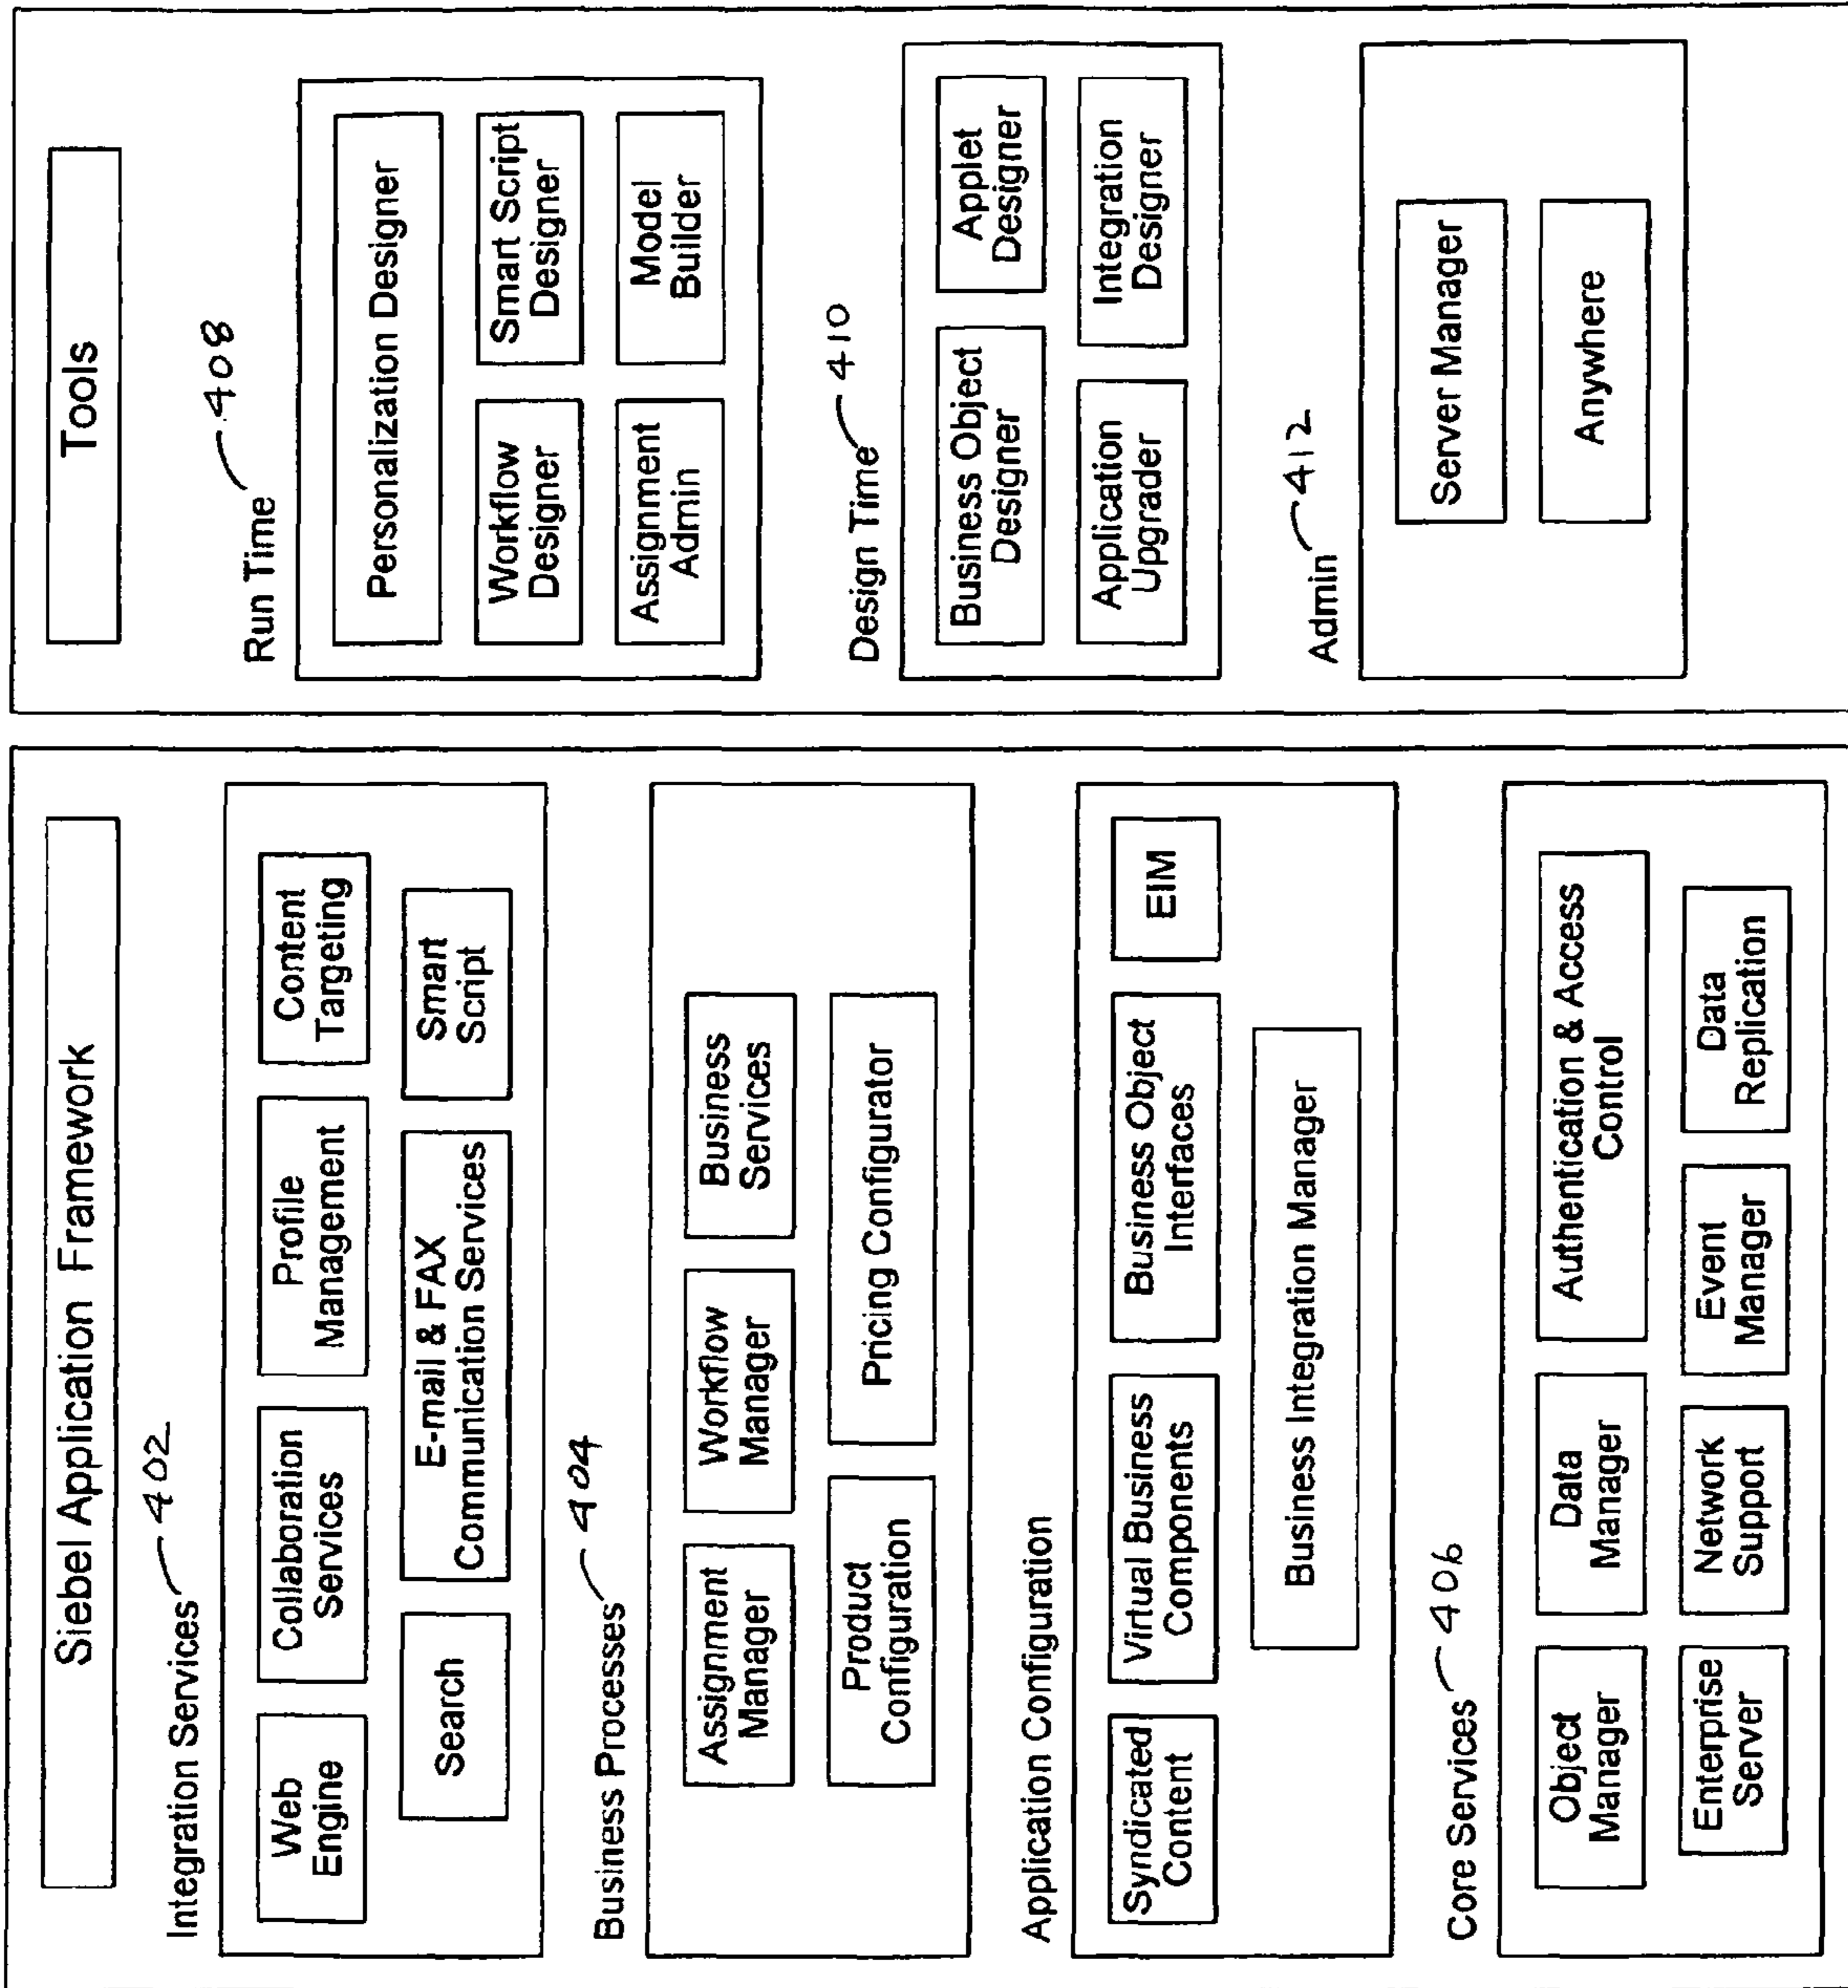 Siebel Application Framework
Integration Services 402
Web
Engine
Collaboration
Services
Profile
Management
Content
Targeting
Search
E-mail & FAX
Communication Services
Smart
Script
Business Processes 404
Assignment
Manager
Workflow
Manager
Business
Services
Product
Configuration
Pricing Configurator
Application Configuration
Syndicated
Content
Virtual Business
Components
Business Object
Interfaces
EIM
Business Integration Manager
Core Services 406
Object
Manager
Data
Manager
Authentication & Access
Control
Enterprise
Server
Network
Support
Event
Manager
Data
Replication
Tools
Run Time 408
Personalization Designer
Workflow
Designer
Smart Script
Designer
Assignment
Admin
Model
Builder
Design Time 410
Business Object
Designer
Applet
Designer
Application
Upgrader
Integration
Designer
Admin 412
Server Manager
Anywhere